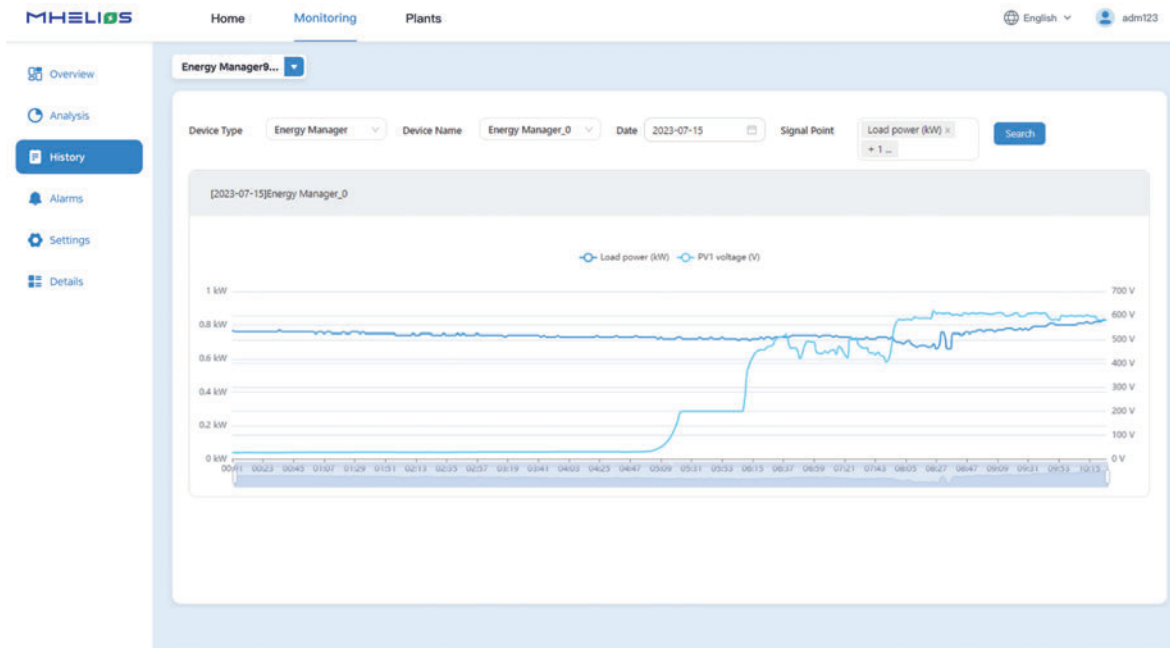 MHELIOS
Home Monitoring Plants
English
adm123
Overview
Analysis
History
Alarms
Settings
Details
Energy Manager9...
Device Type Energy Manager Device Name Energy Manager_0 Date 2023-07-15 Signal Point Load power (kW) × Search
+ 1 ...
[2023-07-15]Energy Manager_0
Load power (kW) PV1 voltage (V)
1 kW
0.8 kW
0.6 kW
0.4 kW
0.2 kW
0 kW
700 V
600 V
500 V
400 V
300 V
200 V
100 V
0 V
00:01 00:23 00:45 01:07 01:29 01:51 02:13 02:35 02:57 03:19 03:41 04:03 04:25 04:47 05:09 05:31 05:53 06:15 06:37 06:59 07:21 07:43 08:05 08:27 08:47 09:09 09:31 09:53 10:15